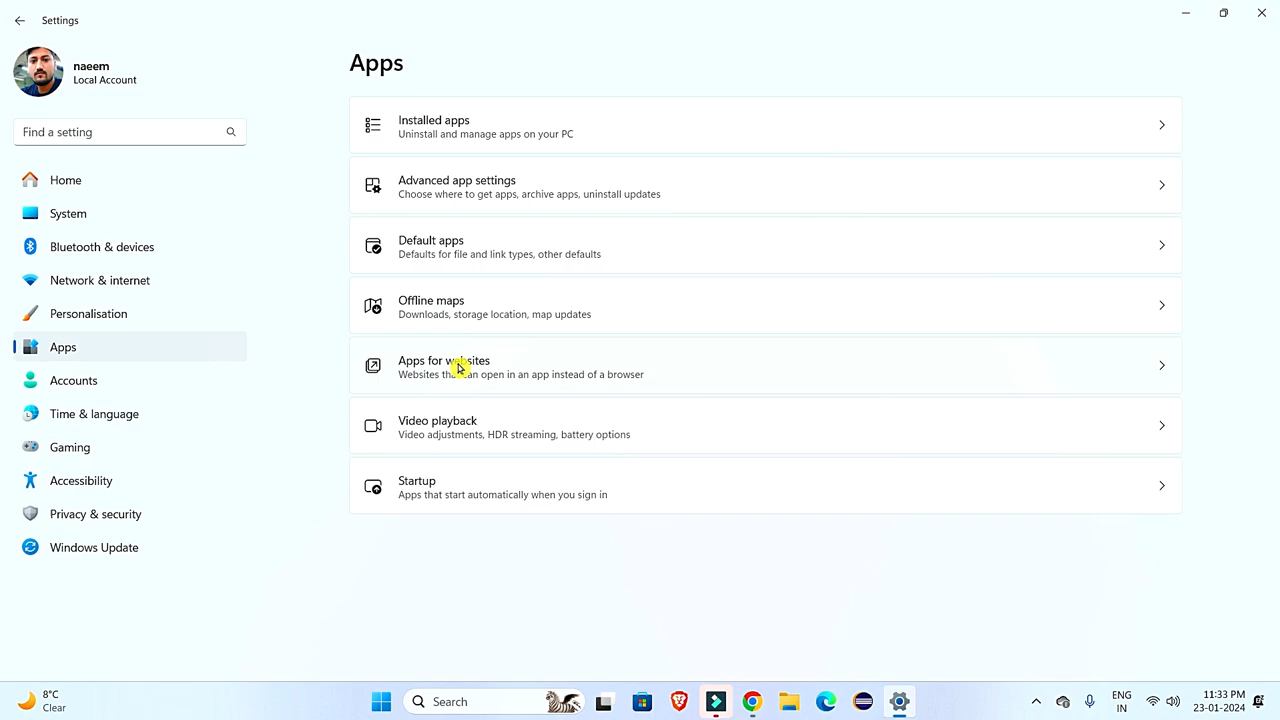 Settings
naeem
Local Account
Find a setting
Home
System
Bluetooth & devices
Network & internet
Personalisation
Apps
Accounts
Time & language
Gaming
Accessibility
Privacy & security
Windows Update
Apps
Installed apps
Uninstall and manage apps on your PC
Advanced app settings
Choose where to get apps, archive apps, uninstall updates
Default apps
Defaults for file and link types, other defaults
Offline maps
Downloads, storage location, map updates
Apps for websites
Websites that can open in an app instead of a browser
Video playback
Video adjustments, HDR streaming, battery options
Startup
Apps that start automatically when you sign in
8°C
Clear
Search
ENG
IN
11:33 PM
23-01-2024